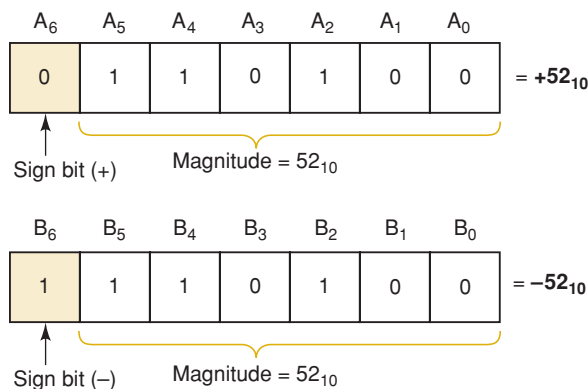 A₆ A₅ A₄ A₃ A₂ A₁ A₀
0 1 1 0 1 0 0 = +52₁₀
Sign bit (+) Magnitude = 52₁₀
B₆ B₅ B₄ B₃ B₂ B₁ B₀
1 1 1 0 1 0 0 = –52₁₀
Sign bit (–) Magnitude = 52₁₀